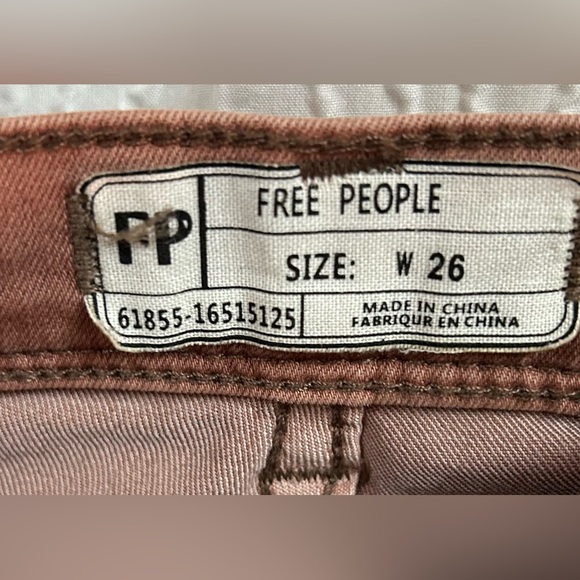 FP
FREE PEOPLE
SIZE: W 26
61855-16515125
MADE IN CHINA
FABRIQUR EN CHINA